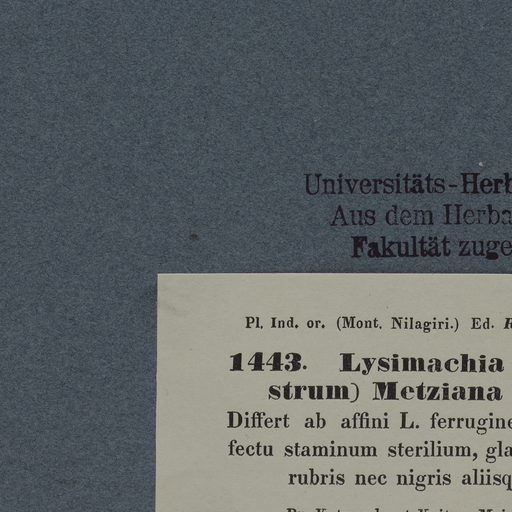 Universitäts-Herb
Aus dem Herba
Fakultät zuge
Pl. Ind. or. (Mont. Nilagiri.) Ed.
1443. Lysimachia
strum) Metziana
Differt ab affini L. ferrugine
fectu staminum sterilium, gla
rubris nec nigris aliisq